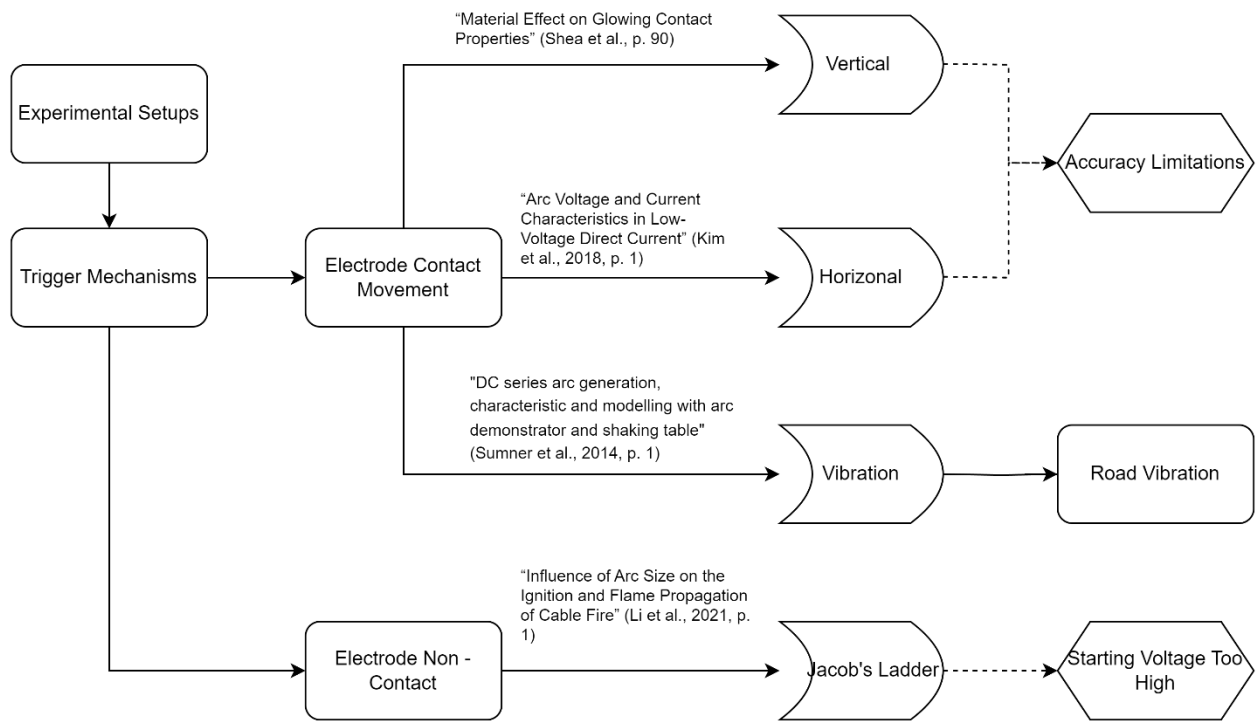 “Material Effect on Glowing Contact
Properties” (Shea et al., p. 90)
Vertical
Experimental Setups
Accuracy Limitations
“Arc Voltage and Current
Characteristics in Low-
Voltage Direct Current” (Kim
et al., 2018, p. 1)
Trigger Mechanisms
Electrode Contact
Movement
Horizonal
"DC series arc generation,
characteristic and modelling with arc
demonstrator and shaking table"
(Sumner et al., 2014, p. 1)
Vibration
Road Vibration
“Influence of Arc Size on the
Ignition and Flame Propagation
of Cable Fire” (Li et al., 2021, p.
1)
Electrode Non -
Contact
Jacob's Ladder
Starting Voltage Too
High